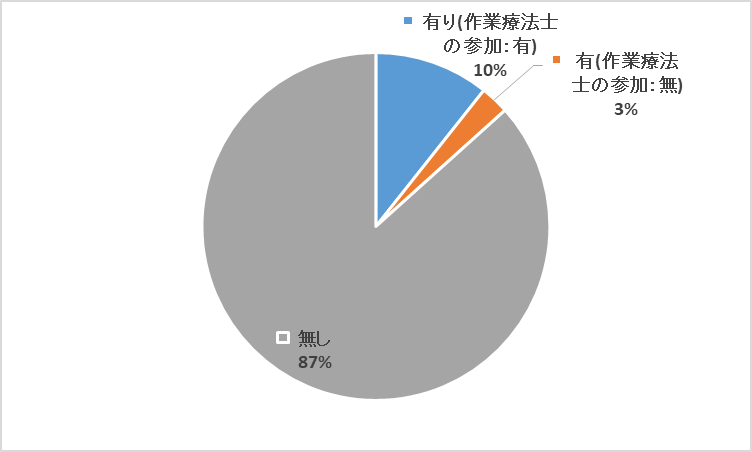 有り(作業療法士
の参加：有)
10%
有(作業療法
士の参加：無)
3%
無し
87%